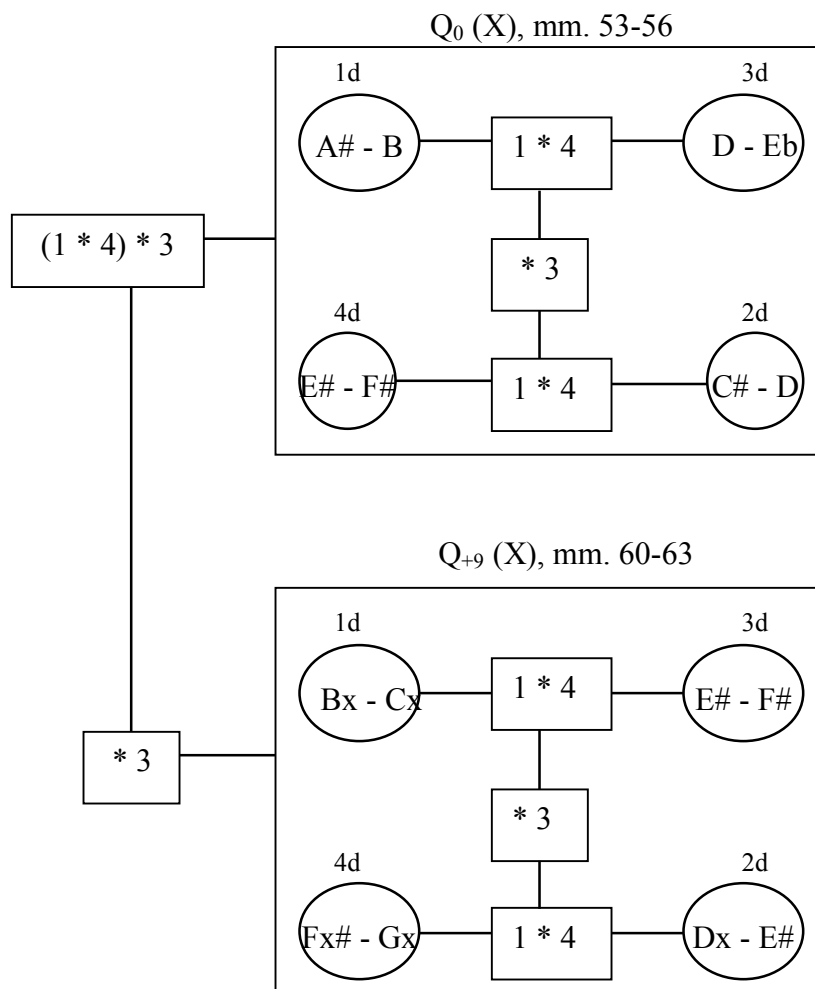 Q0 (X), mm. 53-56
1d 3d
A# - B 1 * 4 D - Eb
(1 * 4) * 3
* 3
4d 2d
E# - F# 1 * 4 C# - D
Q+9 (X), mm. 60-63
1d 3d
Bx - Cx 1 * 4 E# - F#
* 3
* 3
4d 2d
Fx# - Gx 1 * 4 Dx - E#